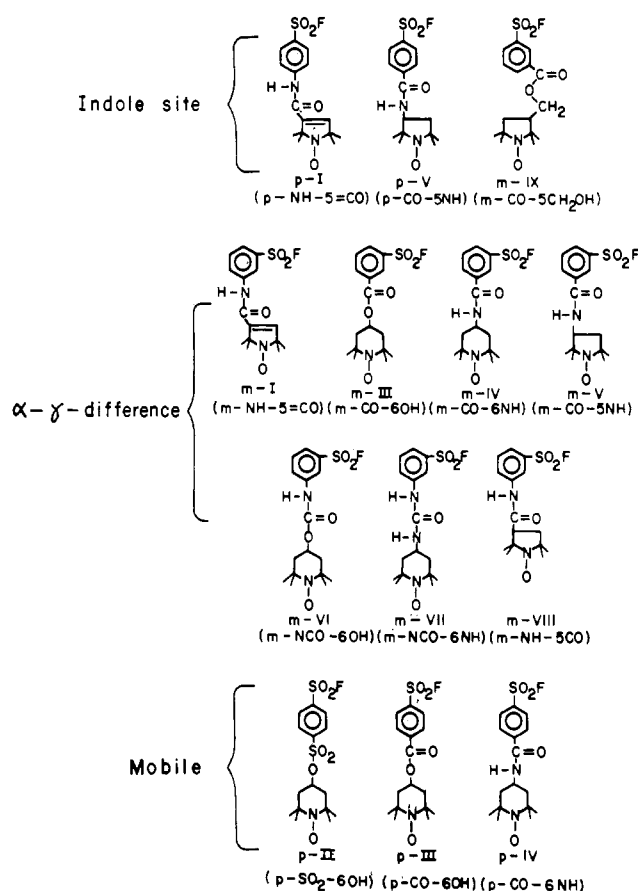 SO₂F SO₂F SO₂F
H-N C=O C=O
C=O H-N O CH₂
N N N
O O O
Indole site
p-I p-V m-IX
(p-NH-5=CO) (p-CO-5NH) (m-CO-5CH₂OH)
SO₂F SO₂F SO₂F SO₂F
H-N C=O C=O C=O
C=O O H-N H-N
N N N N
O O O O
m-I m-III m-IV m-V
(m-NH-5=CO) (m-CO-6OH) (m-CO-6NH) (m-CO-5NH)
α-γ-difference
SO₂F SO₂F SO₂F
H-N H-N H-N
C=O C=O C=O
O H-N
N N N
O O O
m-VI m-VII m-VIII
(m-NCO-6OH) (m-NCO-6NH) (m-NH-5CO)
SO₂F SO₂F SO₂F
SO₂ C=O C=O
O O H-N
N N N
O O O
Mobile
p-II p-III p-IV
(p-SO₂-6OH) (p-CO-6OH) (p-CO-6NH)